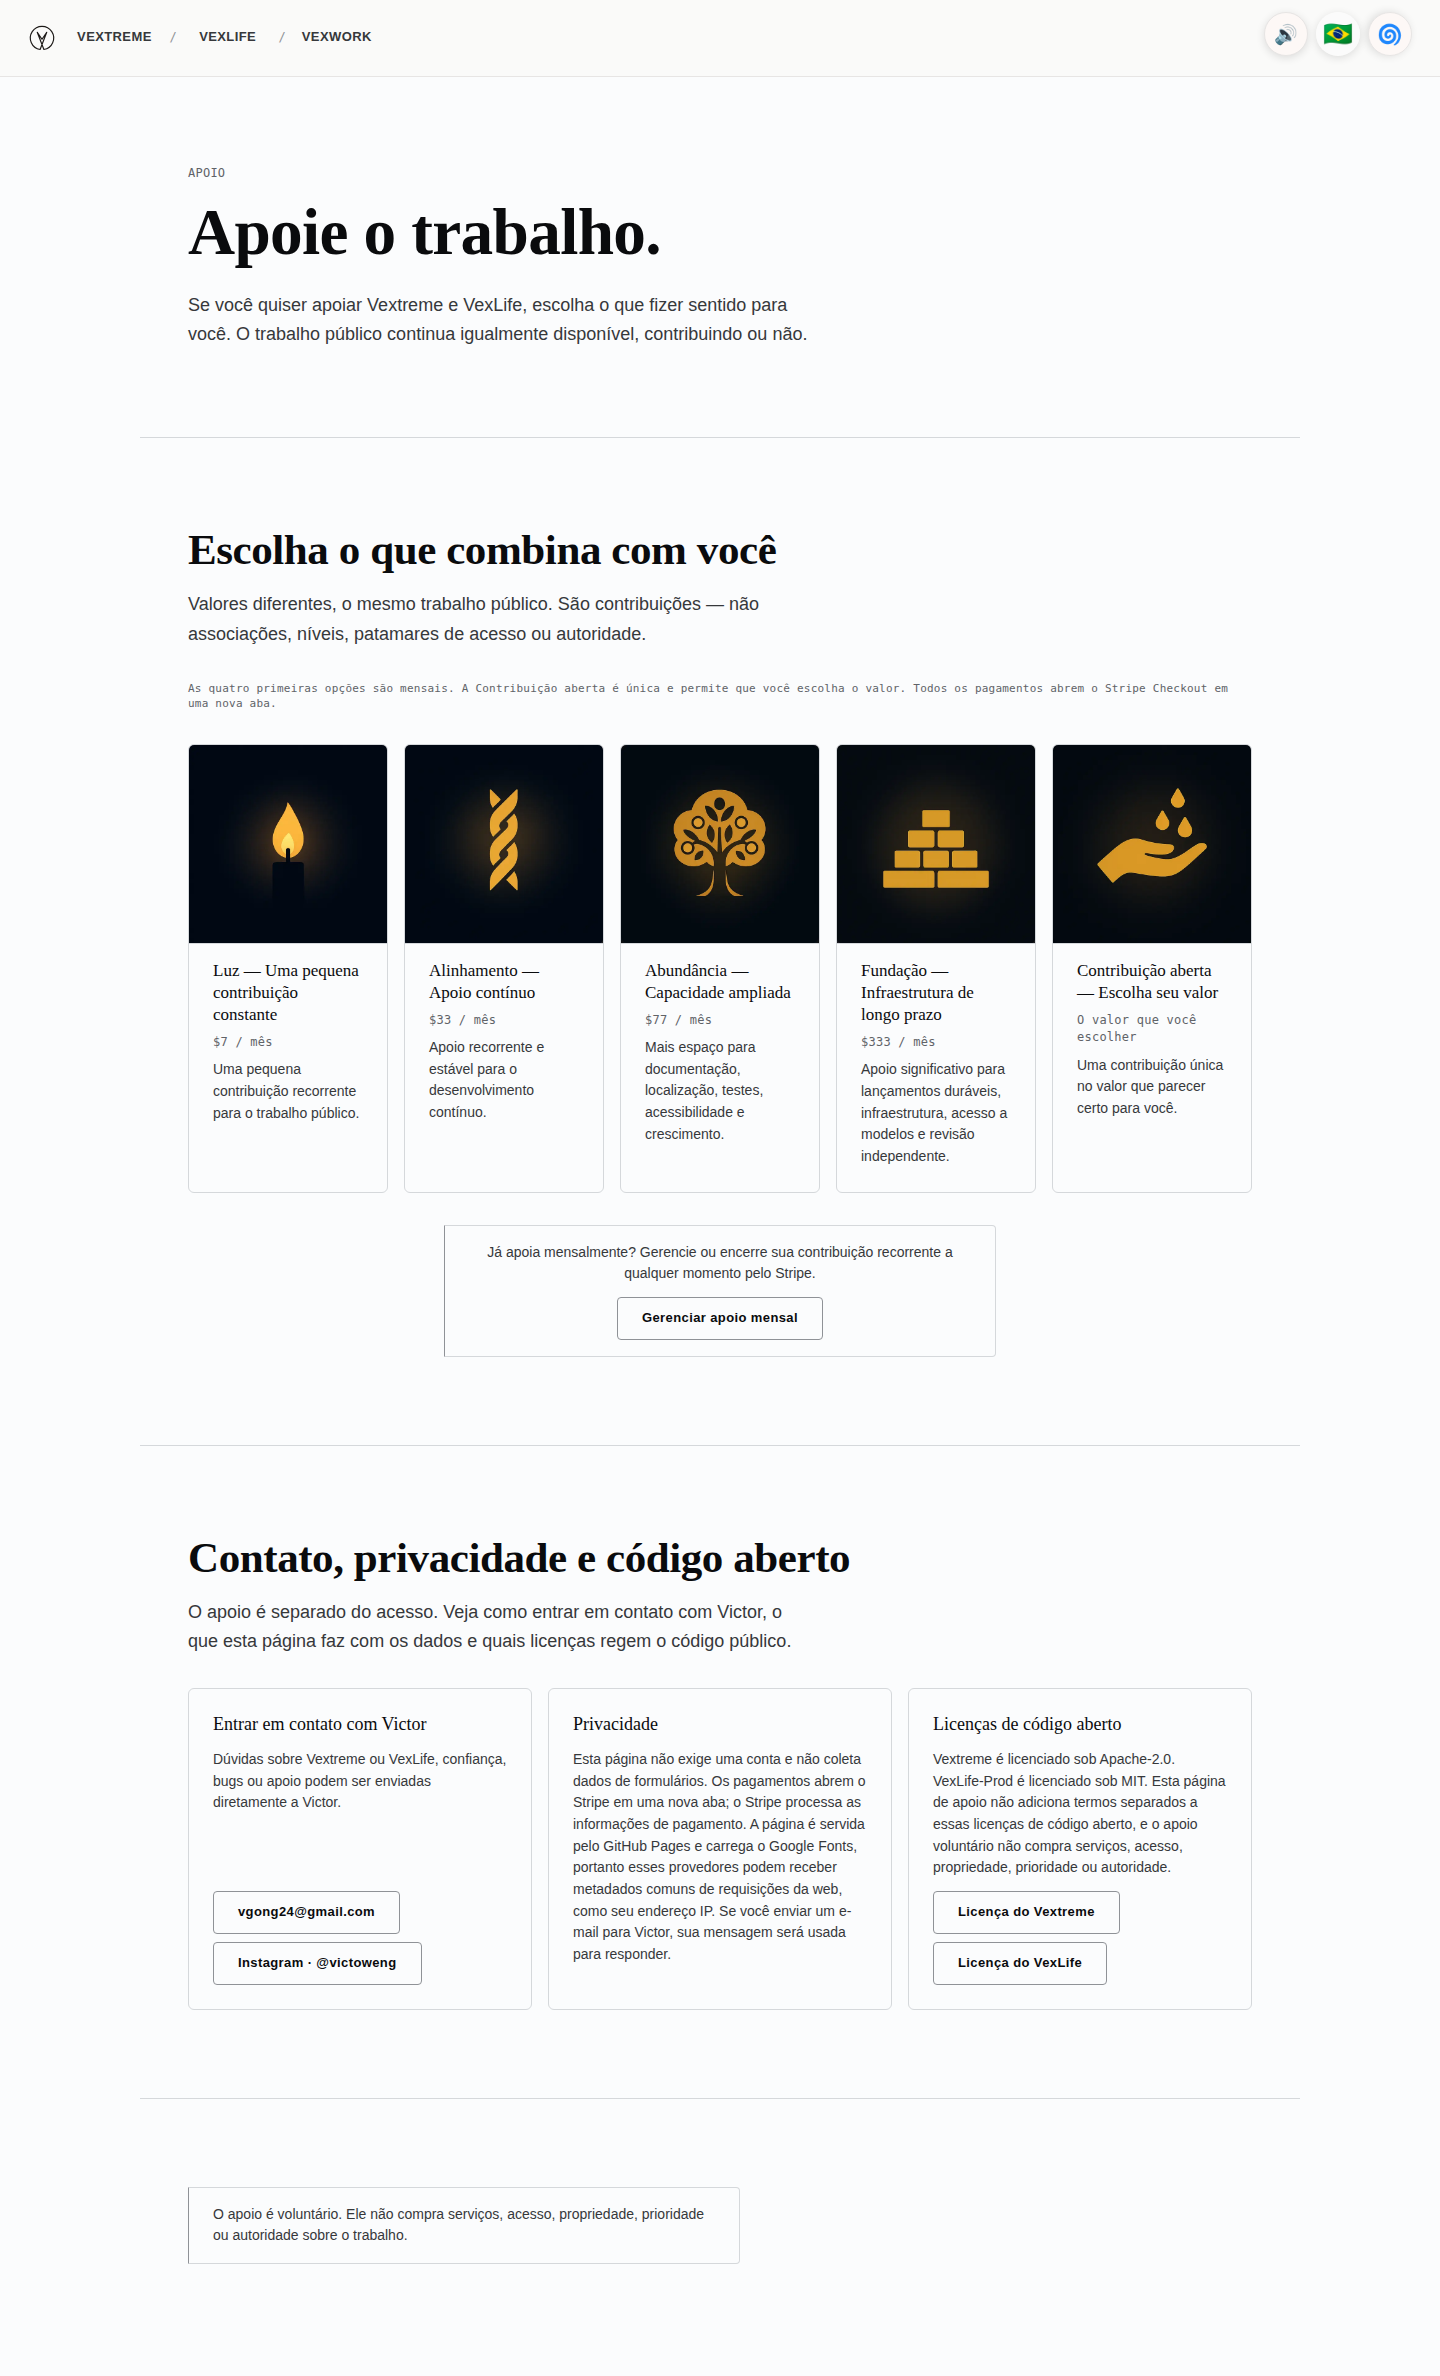 VEXTREME / VEXLIFE / VEXWORK
APOIO
Apoie o trabalho.
Se você quiser apoiar Vextreme e VexLife, escolha o que fizer sentido para
você. O trabalho público continua igualmente disponível, contribuindo ou não.
Escolha o que combina com você
Valores diferentes, o mesmo trabalho público. São contribuições — não
associações, níveis, patamares de acesso ou autoridade.
As quatro primeiras opções são mensais. A Contribuição aberta é única e permite que você escolha o valor. Todos os pagamentos abrem o Stripe Checkout em
uma nova aba.
Luz — Uma pequena
contribuição
constante
$7 / mês
Uma pequena
contribuição recorrente
para o trabalho público.
Alinhamento —
Apoio contínuo
$33 / mês
Apoio recorrente e
estável para o
desenvolvimento
contínuo.
Abundância —
Capacidade ampliada
$77 / mês
Mais espaço para
documentação,
localização, testes,
acessibilidade e
crescimento.
Fundação —
Infraestrutura de
longo prazo
$333 / mês
Apoio significativo para
lançamentos duráveis,
infraestrutura, acesso a
modelos e revisão
independente.
Contribuição aberta
— Escolha seu valor
O valor que você
escolher
Uma contribuição única
no valor que parecer
certo para você.
Já apoia mensalmente? Gerencie ou encerre sua contribuição recorrente a
qualquer momento pelo Stripe.
Gerenciar apoio mensal
Contato, privacidade e código aberto
O apoio é separado do acesso. Veja como entrar em contato com Victor, o
que esta página faz com os dados e quais licenças regem o código público.
Entrar em contato com Victor
Dúvidas sobre Vextreme ou VexLife, confiança,
bugs ou apoio podem ser enviadas
diretamente a Victor.
vgong24@gmail.com
Instagram · @victoweng
Privacidade
Esta página não exige uma conta e não coleta
dados de formulários. Os pagamentos abrem o
Stripe em uma nova aba; o Stripe processa as
informações de pagamento. A página é servida
pelo GitHub Pages e carrega o Google Fonts,
portanto esses provedores podem receber
metadados comuns de requisições da web,
como seu endereço IP. Se você enviar um e-
mail para Victor, sua mensagem será usada
para responder.
Licenças de código aberto
Vextreme é licenciado sob Apache-2.0.
VexLife-Prod é licenciado sob MIT. Esta página
de apoio não adiciona termos separados a
essas licenças de código aberto, e o apoio
voluntário não compra serviços, acesso,
propriedade, prioridade ou autoridade.
Licença do Vextreme
Licença do VexLife
O apoio é voluntário. Ele não compra serviços, acesso, propriedade, prioridade
ou autoridade sobre o trabalho.